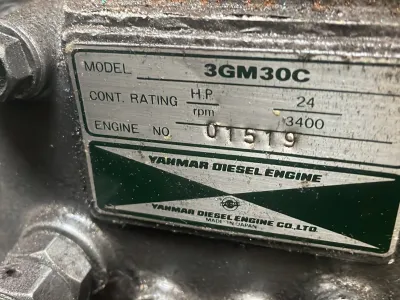 MODEL 3GM30C
CONT. RATING H.P. 24
rpm 3400
ENGINE NO 01519
YANMAR DIESEL ENGINE
YANMAR DIESEL ENGINE CO.,LTD.
MADE IN JAPAN